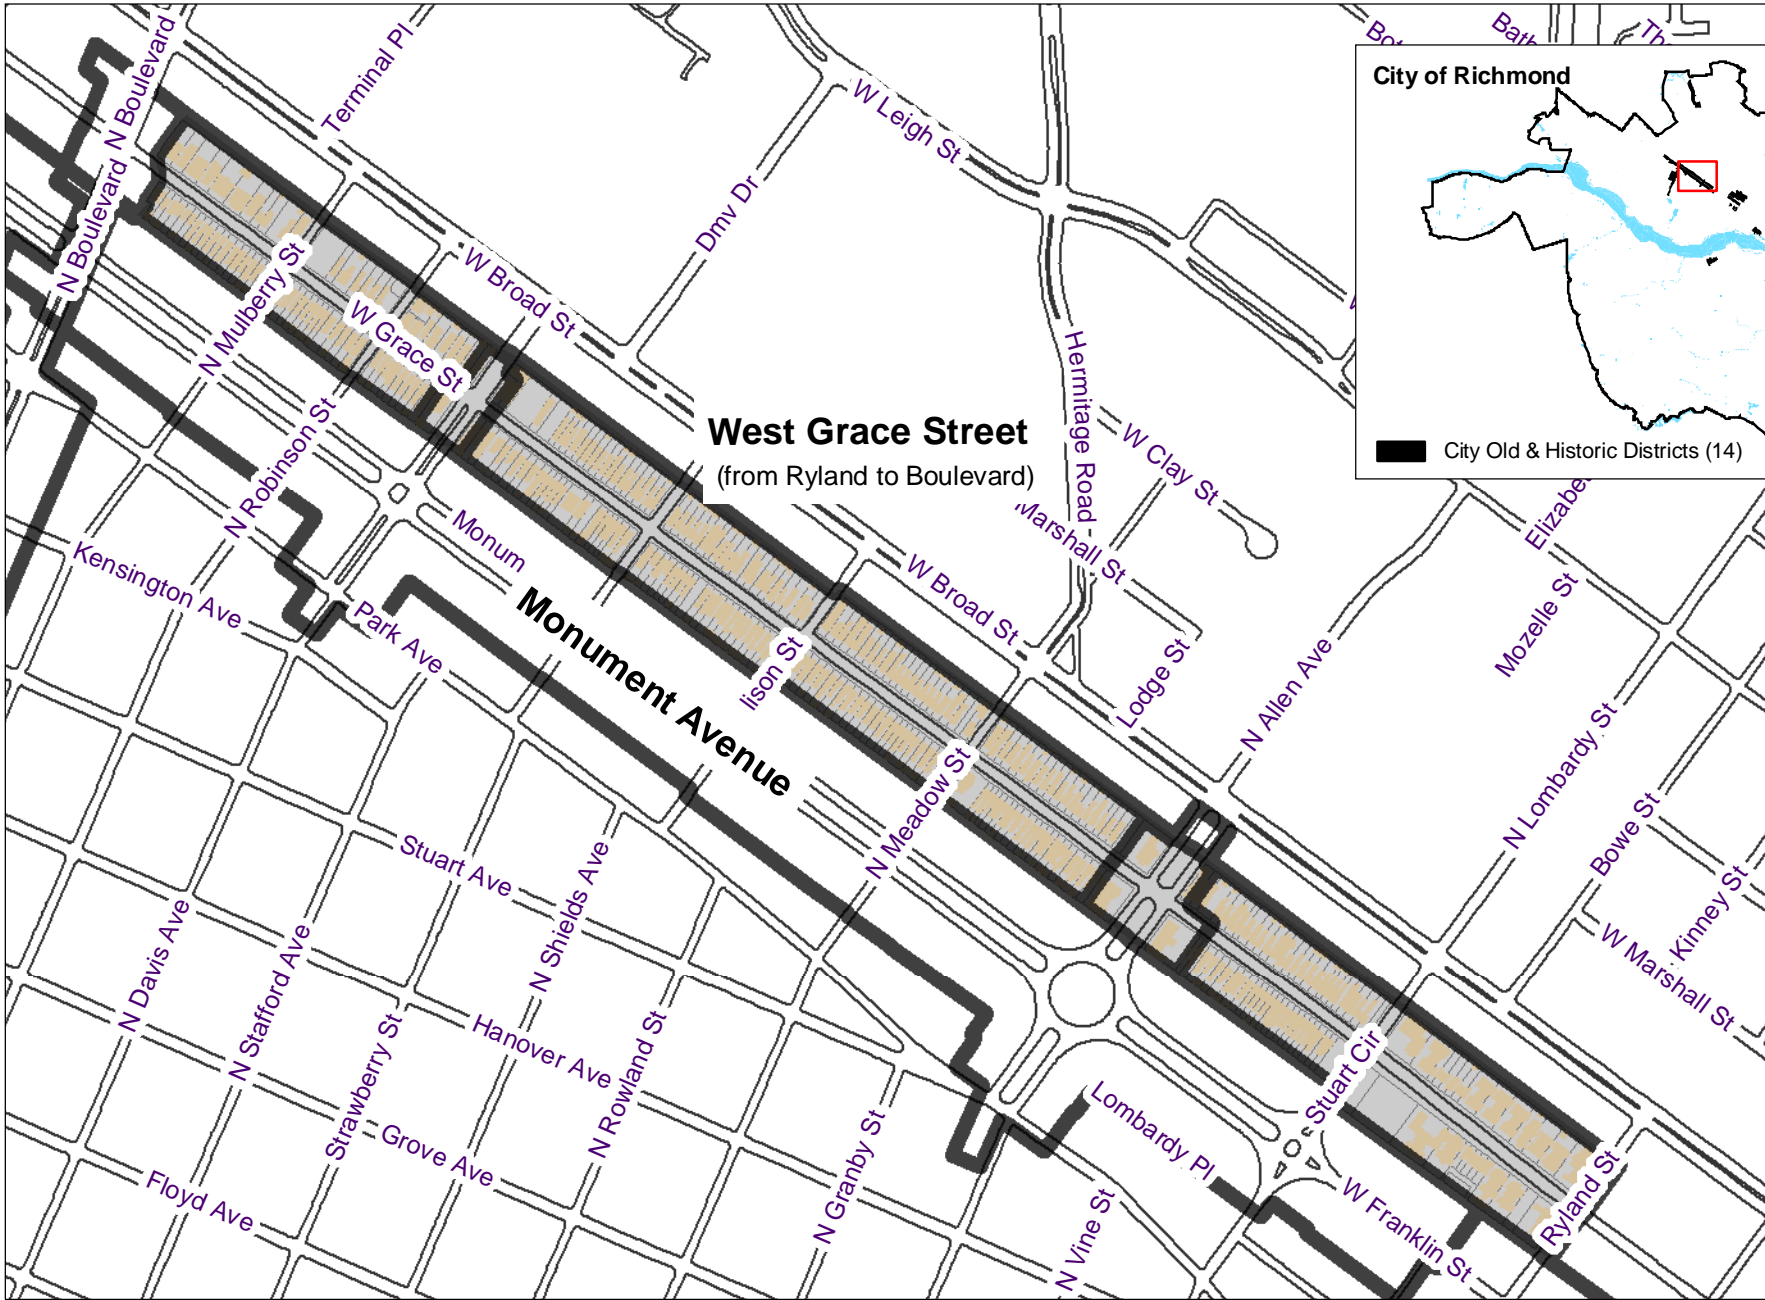 N Boulevard
Terminal Pl
W Leigh St
City of Richmond
N Boulevard
N Boulevard
Dmv Dr
W Broad St
N Mulberry St
W Grace St
Hermitage Road
West Grace Street
(from Ryland to Boulevard)
City Old & Historic Districts (14)
N Robinson St
W Clay St
Marshall St
Monum
Kensington Ave
Park Ave
W Broad St
Monument Avenue
lison St
Lodge St
N Allen Ave
Mozelle St
N Lombardy St
N Meadow St
Bowe St
Stuart Ave
N Shields Ave
Kinney St
W Marshall St
N Davis Ave
N Stafford Ave
Hanover Ave
Strawberry St
N Rowland St
Grove Ave
Floyd Ave
N Granby St
Lombardy Pl
Stuart Cir
W Franklin St
Ryland St
N Vine St